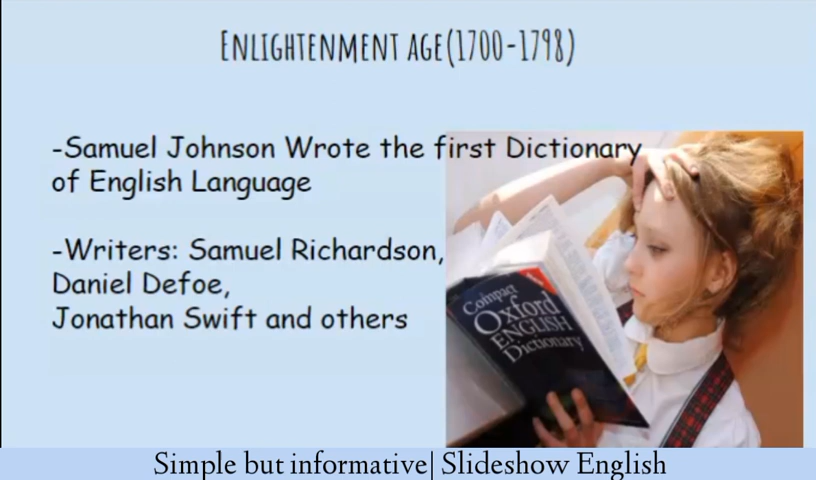 Enlightenment age(1700-1798)
-Samuel Johnson Wrote the first Dictionary
of English Language
-Writers: Samuel Richardson,
Daniel Defoe,
Jonathan Swift and others
Compact
Oxford
ENGLISH
Dictionary
Simple but informative| Slideshow English